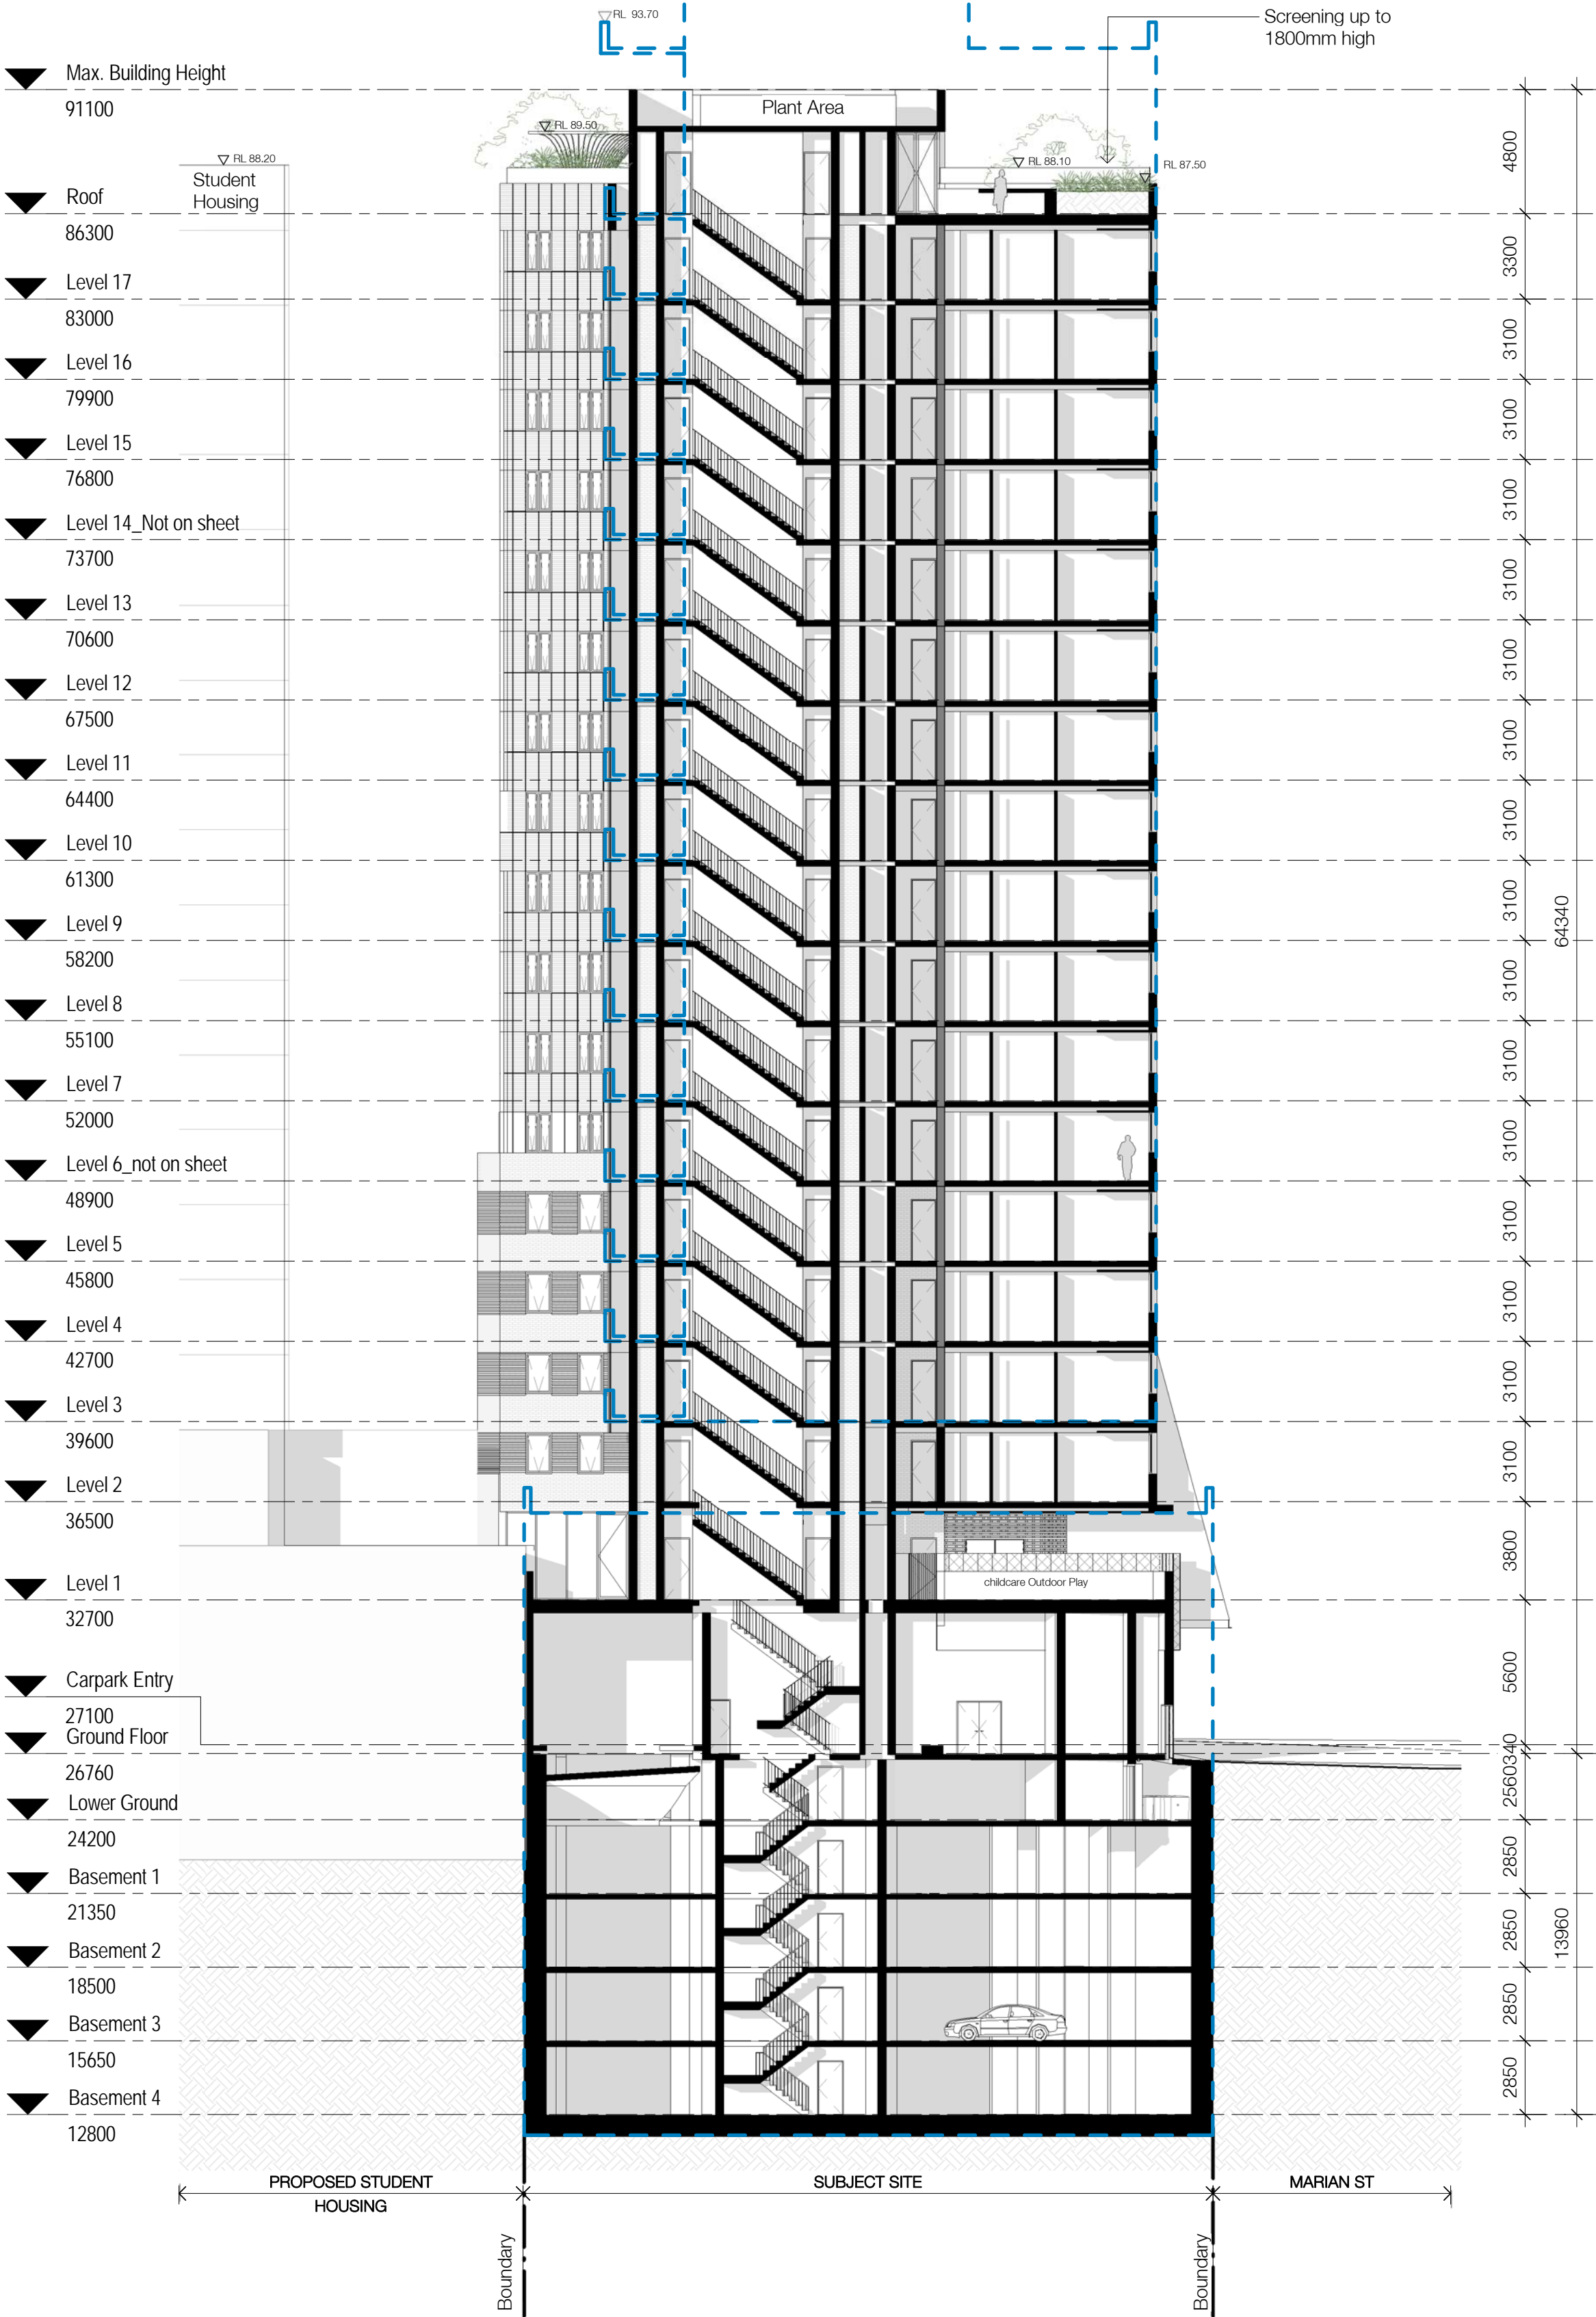 RL 93.70
Screening up to
1800mm high
Max. Building Height
91100
Plant Area
RL 89.50
RL 88.20
RL 88.10
RL 87.50
Student
Housing
4800
Roof
86300
3300
Level 17
83000
3100
Level 16
79900
3100
Level 15
76800
3100
Level 14_Not on sheet
73700
3100
Level 13
70600
3100
Level 12
67500
3100
Level 11
64400
3100
Level 10
61300
3100
Level 9
58200
64340
3100
Level 8
55100
3100
Level 7
52000
3100
Level 6_not on sheet
48900
3100
Level 5
45800
3100
Level 4
42700
3100
Level 3
39600
3100
Level 2
36500
3800
childcare Outdoor Play
Level 1
32700
5600
Carpark Entry
27100
Ground Floor
340
26760
2560
Lower Ground
24200
2850
Basement 1
21350
2850
13960
Basement 2
18500
2850
Basement 3
15650
2850
Basement 4
12800
PROPOSED STUDENT
HOUSING
SUBJECT SITE
MARIAN ST
Boundary
Boundary